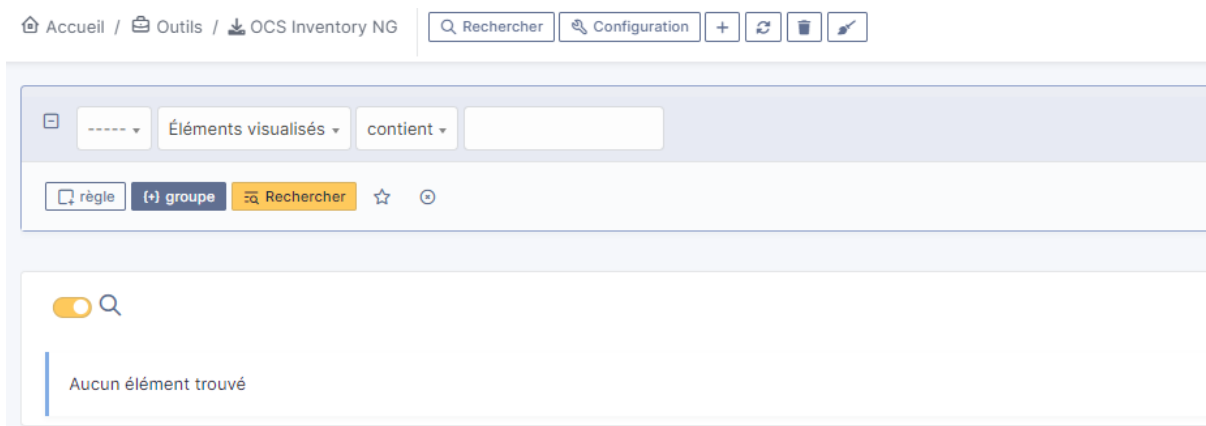 Accueil / Outils / OCS Inventory NG Rechercher Configuration
----- Éléments visualisés contient
règle {+} groupe Rechercher
Aucun élément trouvé